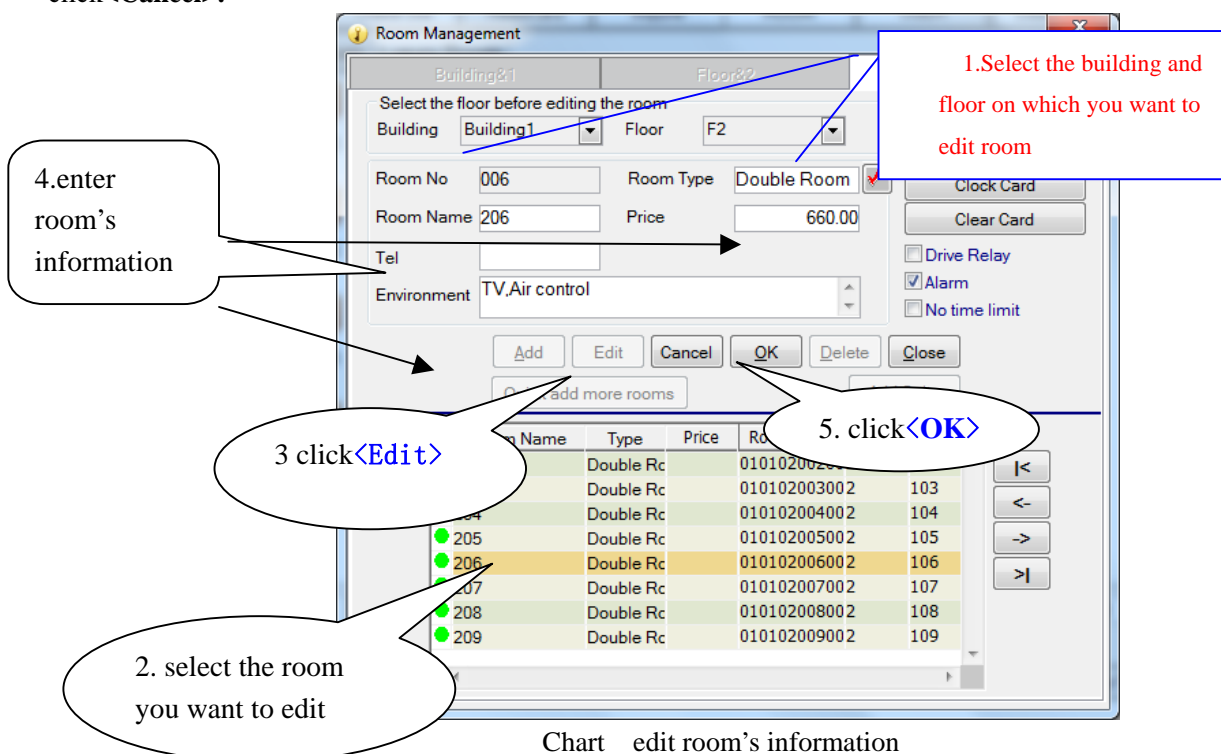 click <Cancel>.
Room Management
Building&1 Floor&2
1.Select the building and
floor on which you want to
edit room
Select the floor before editing the room
Building Building1 Floor F2
4.enter
room's
information
Room No 006 Room Type Double Room
Clock Card
Room Name 206 Price 660.00
Clear Card
Tel
Drive Relay
Environment TV,Air control
Alarm
No time limit
Add Edit Cancel OK Delete Close
add more rooms
3 click<Edit>
5. click<OK>
Name Type Price
Double Rc
Double Rc 010102003002 103
Double Rc 010102004002 104
205 Double Rc 010102005002 105
206 Double Rc 010102006002 106
207 Double Rc 010102007002 107
208 Double Rc 010102008002 108
209 Double Rc 010102009002 109
|<
<-
->
>|
2. select the room
you want to edit
Chart edit room's information